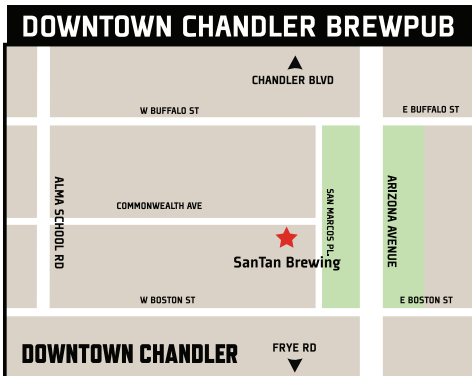 DOWNTOWN CHANDLER BREWPUB
CHANDLER BLVD
W BUFFALO ST
E BUFFALO ST
ALMA SCHOOL RD
SAN MARCOS PL.
ARIZONA AVENUE
COMMONWEALTH AVE
SanTan Brewing
W BOSTON ST
E BOSTON ST
DOWNTOWN CHANDLER
FRYE RD